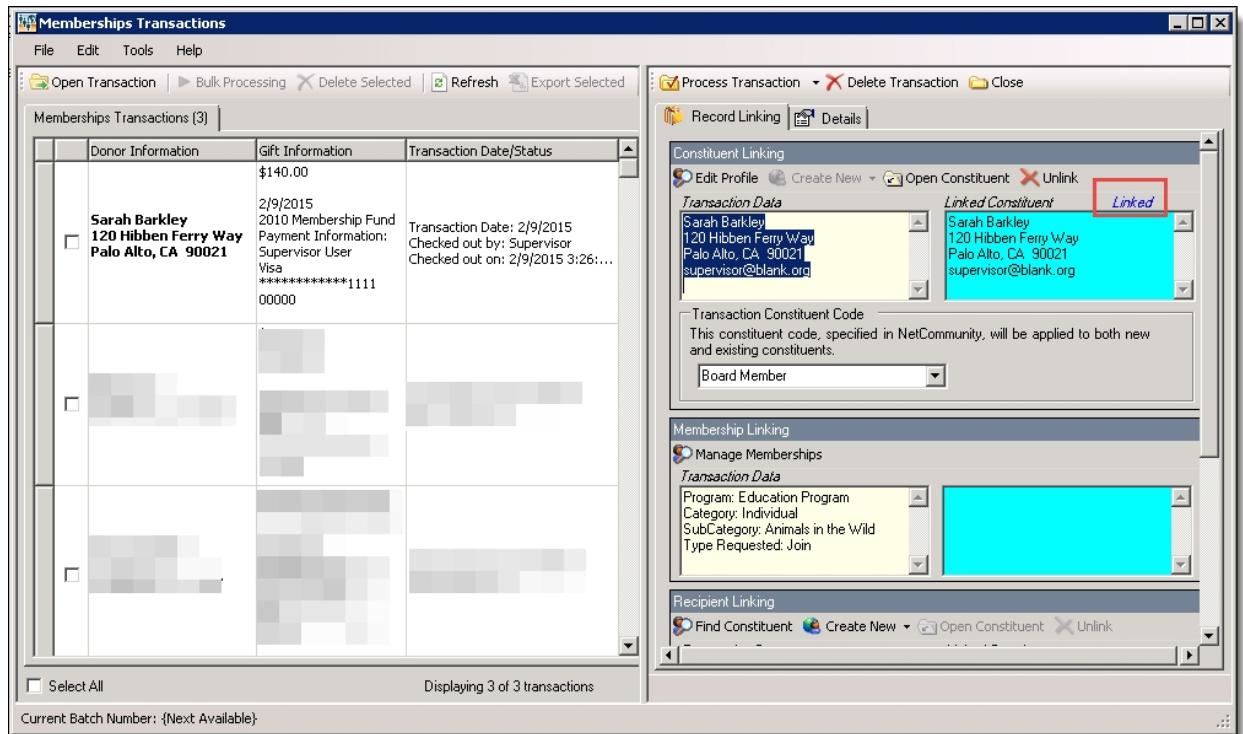 Memberships Transactions
File Edit Tools Help
Open Transaction Bulk Processing Delete Selected Refresh Export Selected
Memberships Transactions (3)
Donor Information Gift Information Transaction Date/Status
$140.00
2/9/2015
2010 Membership Fund
Payment Information:
Supervisor User
Visa
************1111
00000
Sarah Barkley
120 Hibben Ferry Way
Palo Alto, CA 90021
Transaction Date: 2/9/2015
Checked out by: Supervisor
Checked out on: 2/9/2015 3:26:...
Select All Displaying 3 of 3 transactions
Current Batch Number: {Next Available}
Process Transaction Delete Transaction Close
Record Linking Details
Constituent Linking
Edit Profile Create New Open Constituent Unlink
Transaction Data Linked Constituent Linked
Sarah Barkley
120 Hibben Ferry Way
Palo Alto, CA 90021
supervisor@blank.org
Sarah Barkley
120 Hibben Ferry Way
Palo Alto, CA 90021
supervisor@blank.org
Transaction Constituent Code
This constituent code, specified in NetCommunity, will be applied to both new
and existing constituents.
Board Member
Membership Linking
Manage Memberships
Transaction Data
Program: Education Program
Category: Individual
SubCategory: Animals in the Wild
Type Requested: Join
Recipient Linking
Find Constituent Create New Open Constituent Unlink